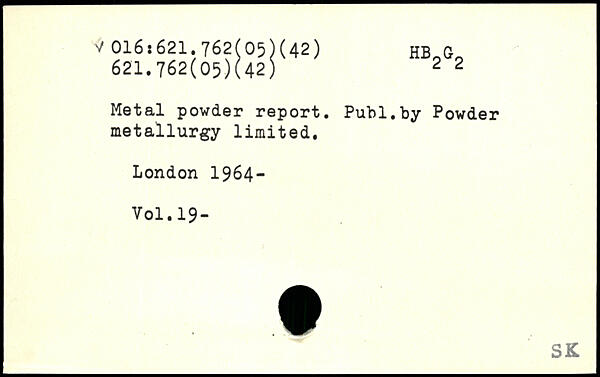 √ 016:621.762(05)(42) HB₂G₂
621.762(05)(42)
Metal powder report. Publ.by Powder
metallurgy limited.
London 1964-
Vol.19-
SK